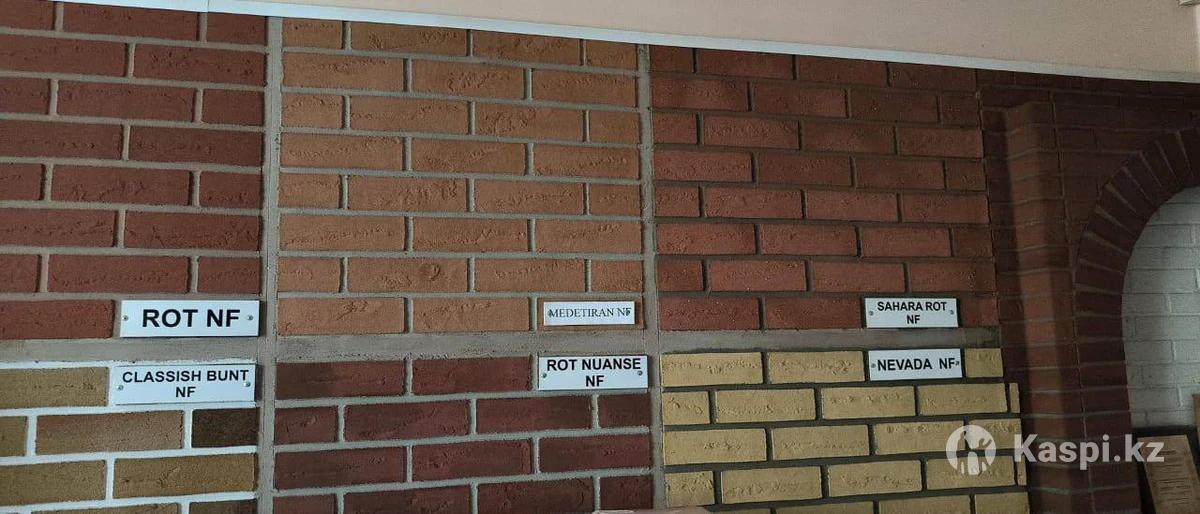 ROT NF
MEDETIRAN NF
SAHARA ROT
NF
CLASSISH BUNT
NF
ROT NUANSE
NF
NEVADA NF
Kaspi.kz